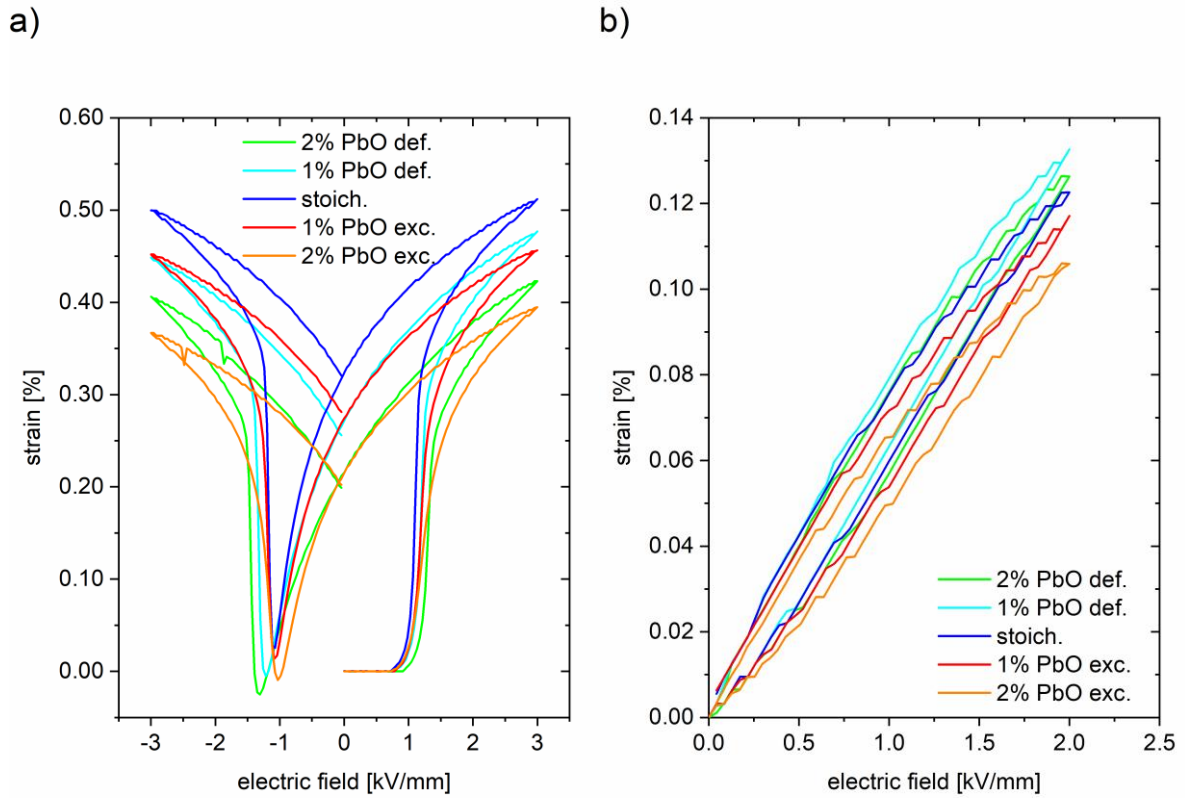 a)
0.60
0.50
0.40
0.30
0.20
0.10
0.00
strain [%]
2% PbO def.
1% PbO def.
stoich.
1% PbO exc.
2% PbO exc.
-3 -2 -1 0 1 2 3
electric field [kV/mm]
b)
0.14
0.12
0.10
0.08
0.06
0.04
0.02
0.00
strain [%]
2% PbO def.
1% PbO def.
stoich.
1% PbO exc.
2% PbO exc.
0.0 0.5 1.0 1.5 2.0 2.5
electric field [kV/mm]